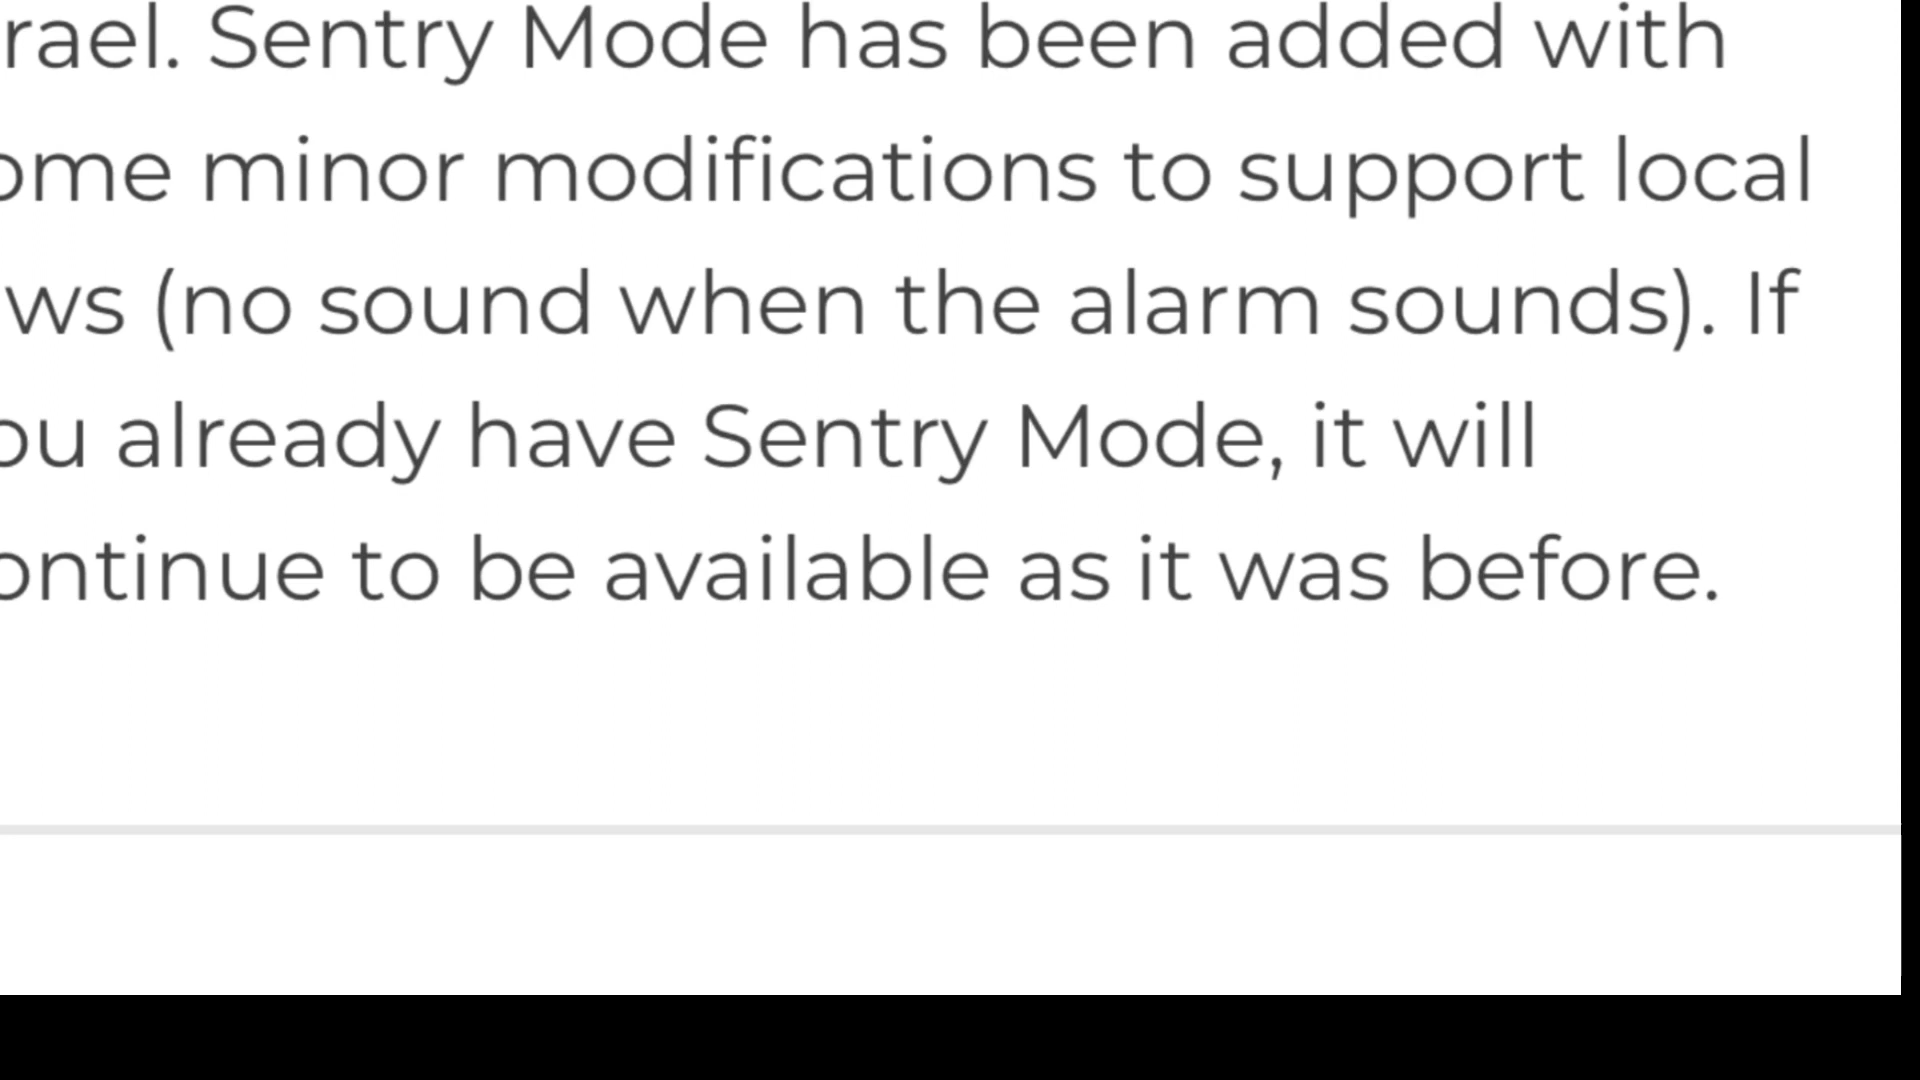 rael. Sentry Mode has been added with
ome minor modifications to support local
ws (no sound when the alarm sounds). If
ou already have Sentry Mode, it will
ontinue to be available as it was before.